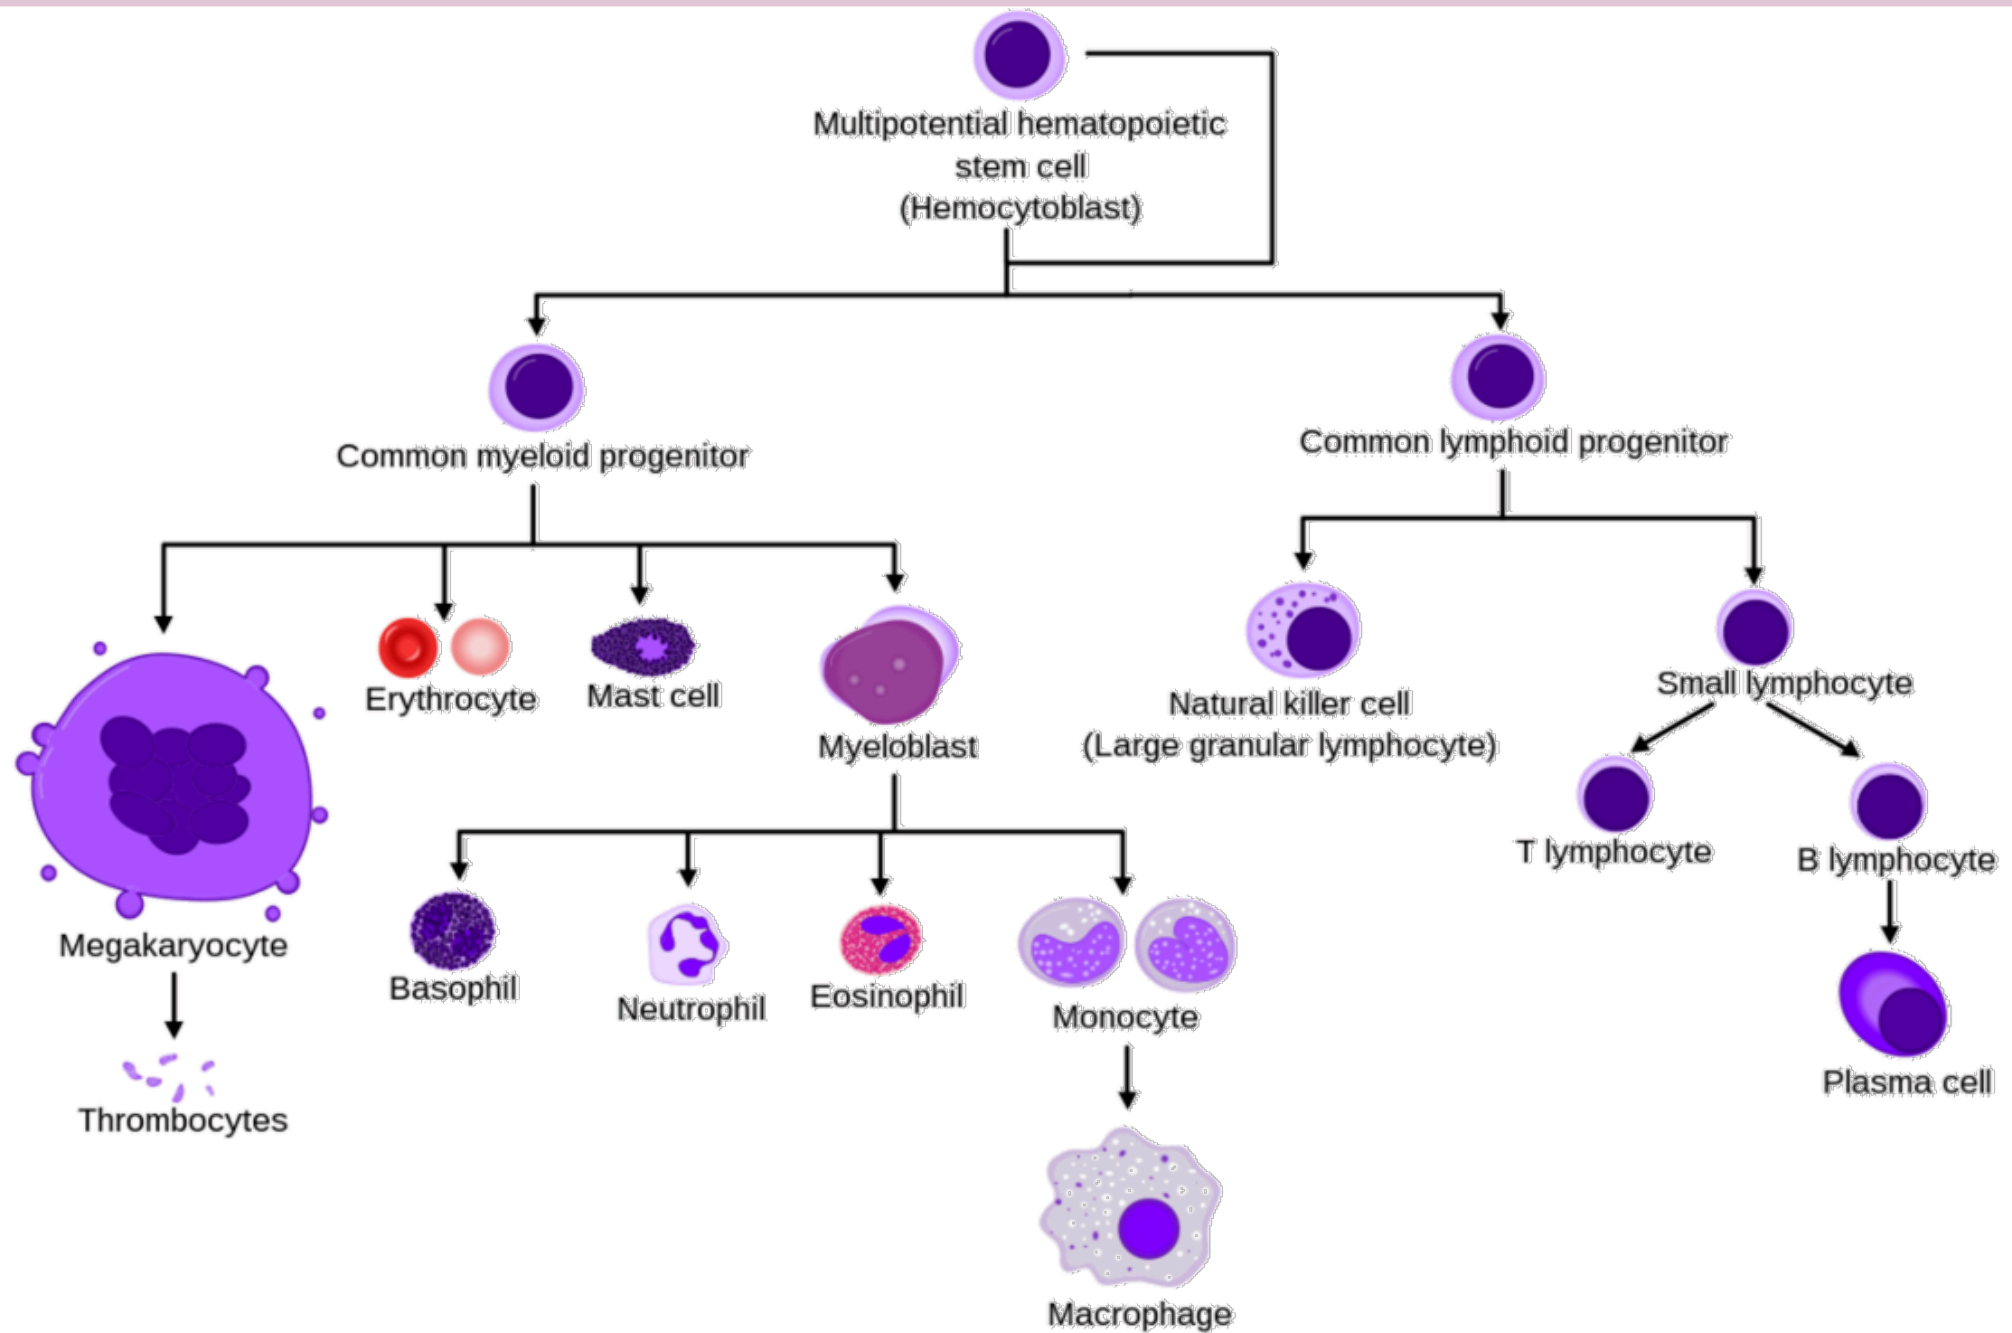 Multipotential hematopoietic
stem cell
(Hemocytoblast)
Common myeloid progenitor
Common lymphoid progenitor
Erythrocyte
Mast cell
Myeloblast
Natural killer cell
(Large granular lymphocyte)
Small lymphocyte
T lymphocyte
B lymphocyte
Megakaryocyte
Basophil
Neutrophil
Eosinophil
Monocyte
Plasma cell
Thrombocytes
Macrophage